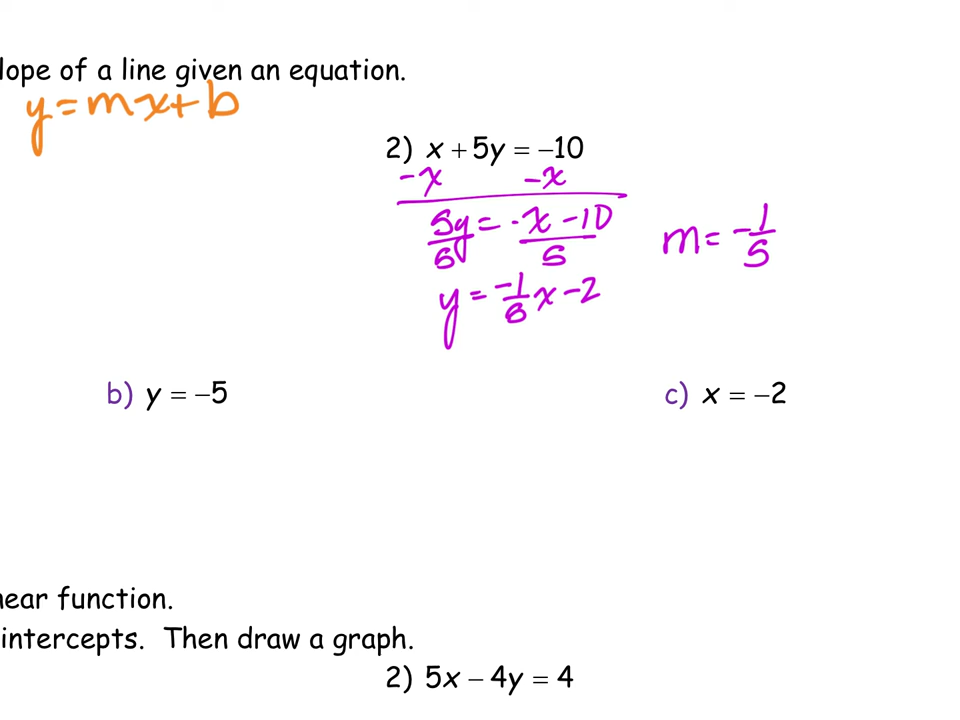 lope of a line given an equation.
y = mx + b
2) x + 5y = −10
-x -x
5y/5 = -x -10/5
m = -1/5
y = -1/5 x - 2
b) y = −5
c) x = −2
near function.
intercepts. Then draw a graph.
2) 5x − 4y = 4